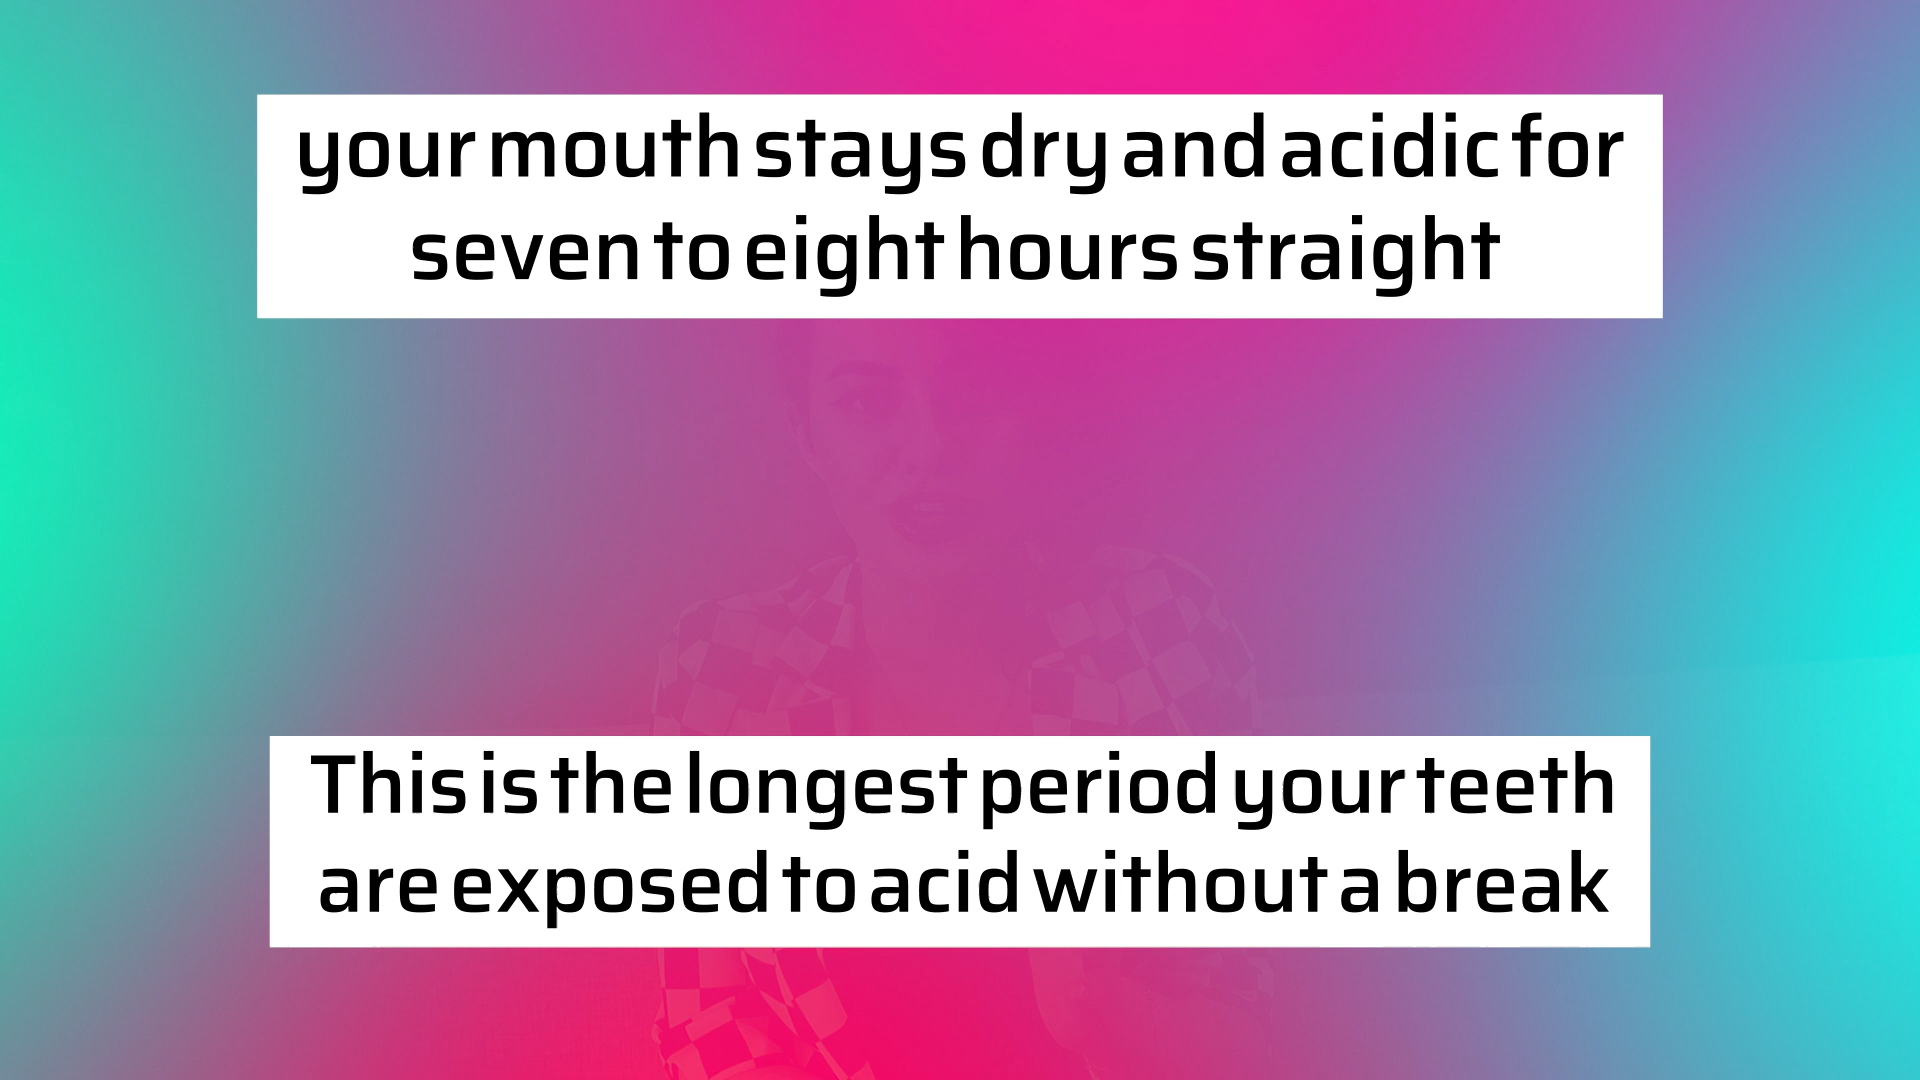 your mouth stays dry and acidic for
seven to eight hours straight
This is the longest period your teeth
are exposed to acid without a break